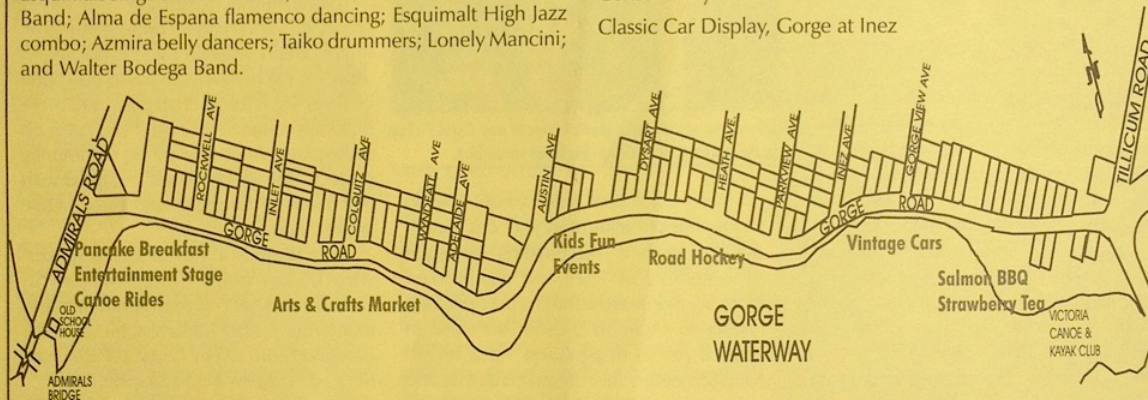 Band; Alma de Espana flamenco dancing; Esquimalt High Jazz
combo; Azmira belly dancers; Taiko drummers; Lonely Mancini;
and Walter Bodega Band.
Classic Car Display, Gorge at Inez
ADMIRALS ROAD
ROCKWELL AVE
INLET AVE
COLQUITZ AVE
WYNDEATT AVE
ADELAIDE AVE
AUSTIN AVE
DYSART AVE
HEATH AVE.
PARKVIEW AVE
INEZ AVE
GORGE VIEW AVE
TILLICUM ROAD
GORGE ROAD
GORGE ROAD
Pancake Breakfast
Entertainment Stage
Canoe Rides
Arts & Crafts Market
Kids Fun
Events
Road Hockey
Vintage Cars
Salmon BBQ
Strawberry Tea
OLD
SCHOOL
HOUSE
ADMIRALS
BRIDGE
GORGE
WATERWAY
VICTORIA
CANOE &
KAYAK CLUB